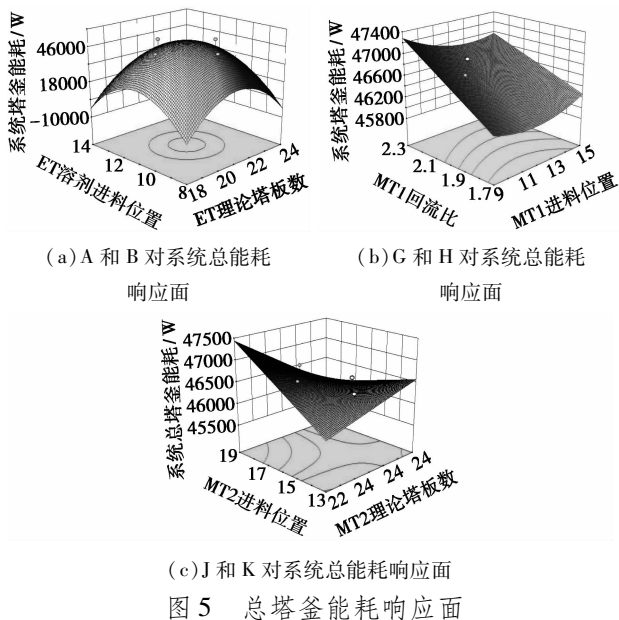 系统塔釜能耗/W
46000
18000
-10000
14
12
10
8
ET溶剂进料位置
18
20
22
24
ET理论塔板数
(a)A 和 B 对系统总能耗
响应面
系统塔釜能耗/W
47400
47000
46600
46200
45800
2.3
2.1
1.9
1.7
MT1回流比
9
11
13
15
MT1进料位置
(b)G 和 H 对系统总能耗
响应面
系统总塔釜能耗/W
47500
47000
46500
46000
45500
19
17
15
13
MT2进料位置
22
24
24
24
MT2理论塔板数
(c)J 和 K 对系统总能耗响应面
图 5 总塔釜能耗响应面